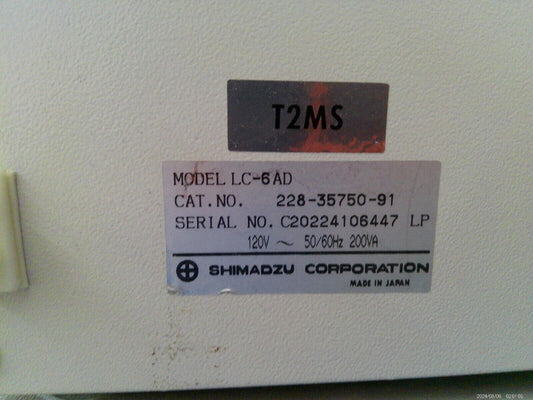 T2MS
MODEL LC-6AD
CAT.NO. 228-35750-91
SERIAL NO. C20224106447 LP
120V ~ 50/60Hz 200VA
SHIMADZU CORPORATION
MADE IN JAPAN